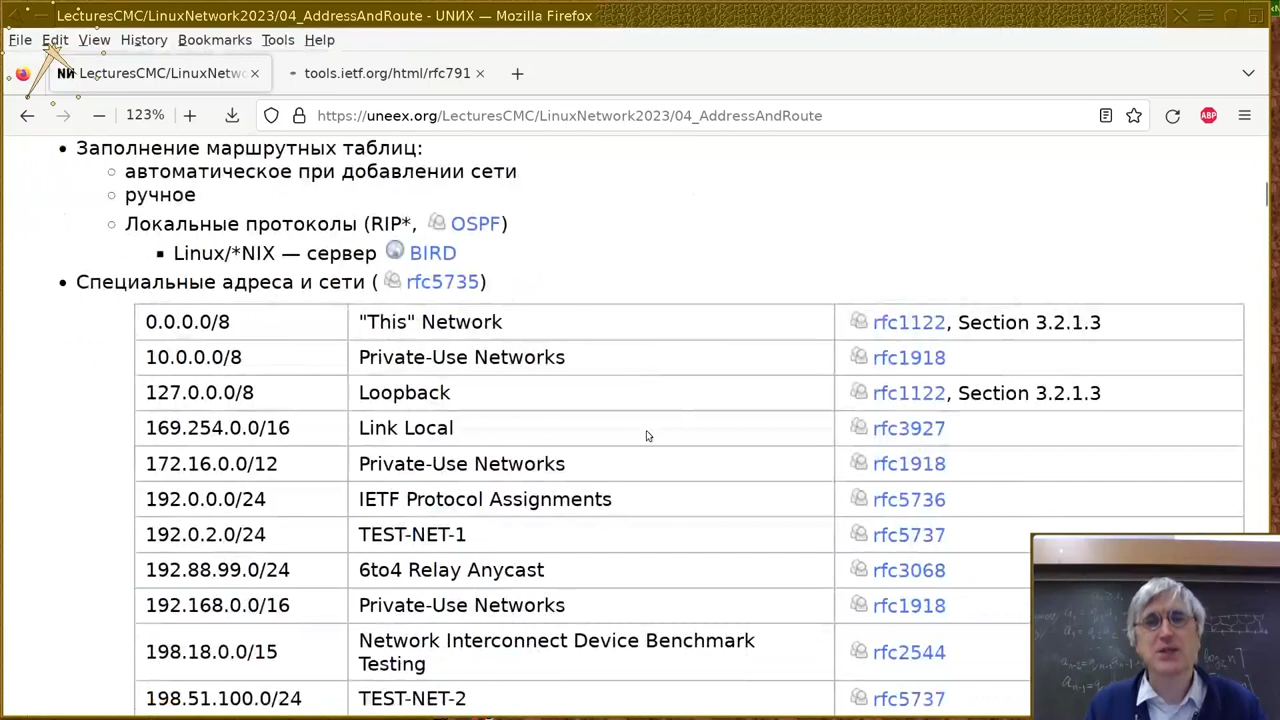 LecturesCMC/LinuxNetwork2023/04_AddressAndRoute - UNИX — Mozilla Firefox
File Edit View History Bookmarks Tools Help
NИ LecturesCMC/LinuxNetwo
tools.ietf.org/html/rfc791
123%
https://uneex.org/LecturesCMC/LinuxNetwork2023/04_AddressAndRoute
ABP
Заполнение маршрутных таблиц:
автоматическое при добавлении сети
ручное
Локальные протоколы (RIP*, OSPF)
Linux/*NIX — сервер BIRD
Специальные адреса и сети ( rfc5735)
0.0.0.0/8 "This" Network rfc1122, Section 3.2.1.3
10.0.0.0/8 Private-Use Networks rfc1918
127.0.0.0/8 Loopback rfc1122, Section 3.2.1.3
169.254.0.0/16 Link Local rfc3927
172.16.0.0/12 Private-Use Networks rfc1918
192.0.0.0/24 IETF Protocol Assignments rfc5736
192.0.2.0/24 TEST-NET-1 rfc5737
192.88.99.0/24 6to4 Relay Anycast rfc3068
192.168.0.0/16 Private-Use Networks rfc1918
198.18.0.0/15 Network Interconnect Device Benchmark Testing rfc2544
198.51.100.0/24 TEST-NET-2 rfc5737